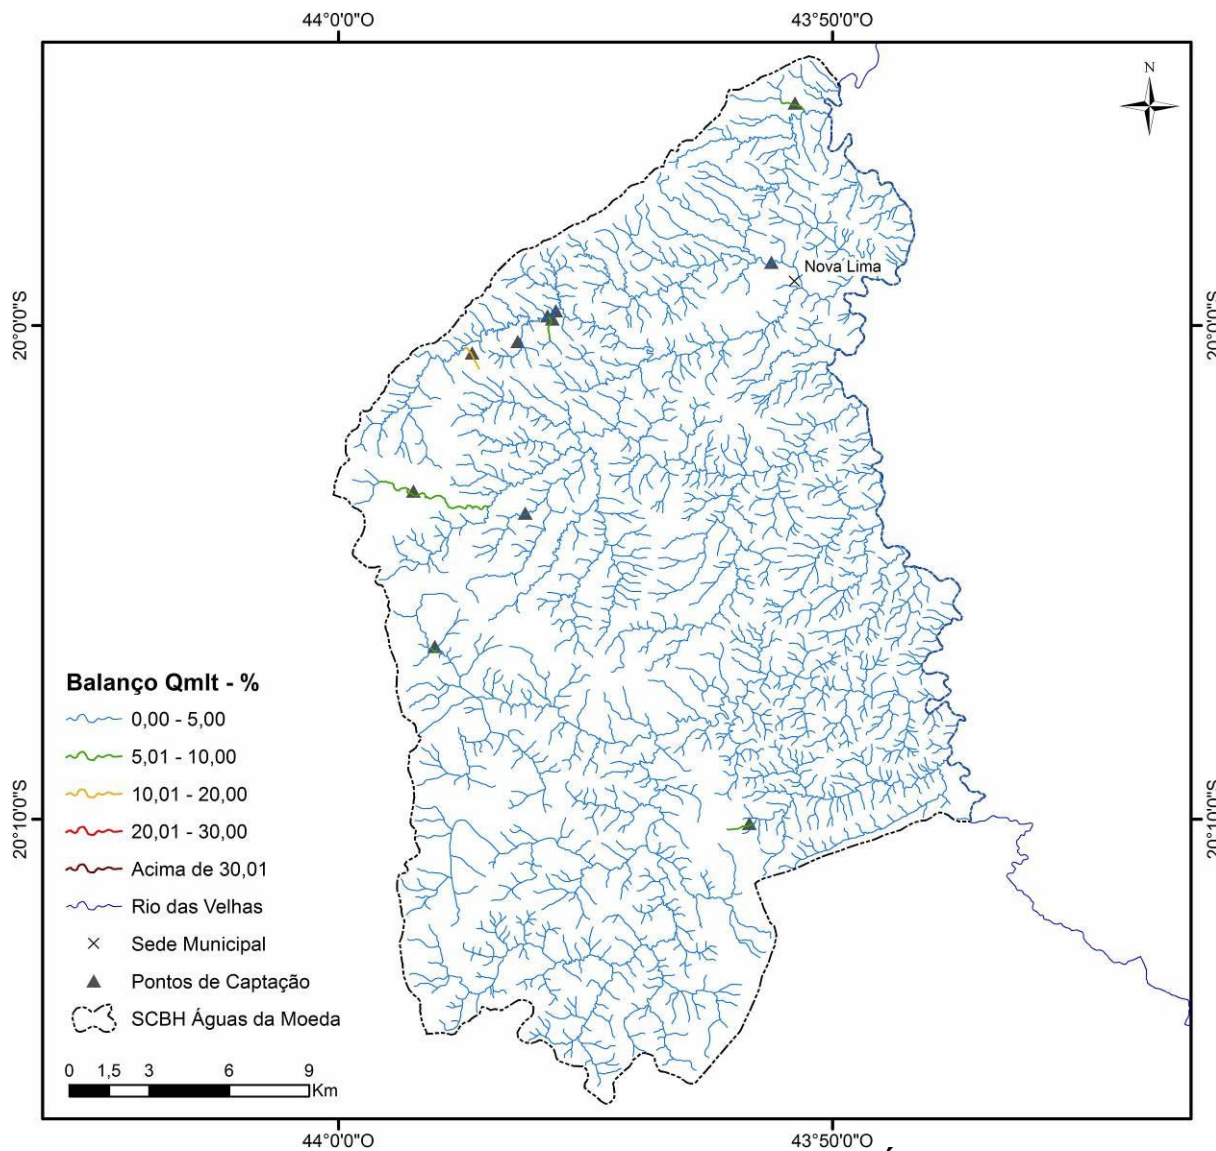 44°0'0"O 43°50'0"O
N
Nova Lima
20°0'0"S 20°0'0"S
Balanço Qmlt - %
0,00 - 5,00
5,01 - 10,00
10,01 - 20,00
20,01 - 30,00
Acima de 30,01
Rio das Velhas
Sede Municipal
Pontos de Captação
SCBH Águas da Moeda
20°10'0"S 20°10'0"S
0 1,5 3 6 9
Km
44°0'0"O 43°50'0"O